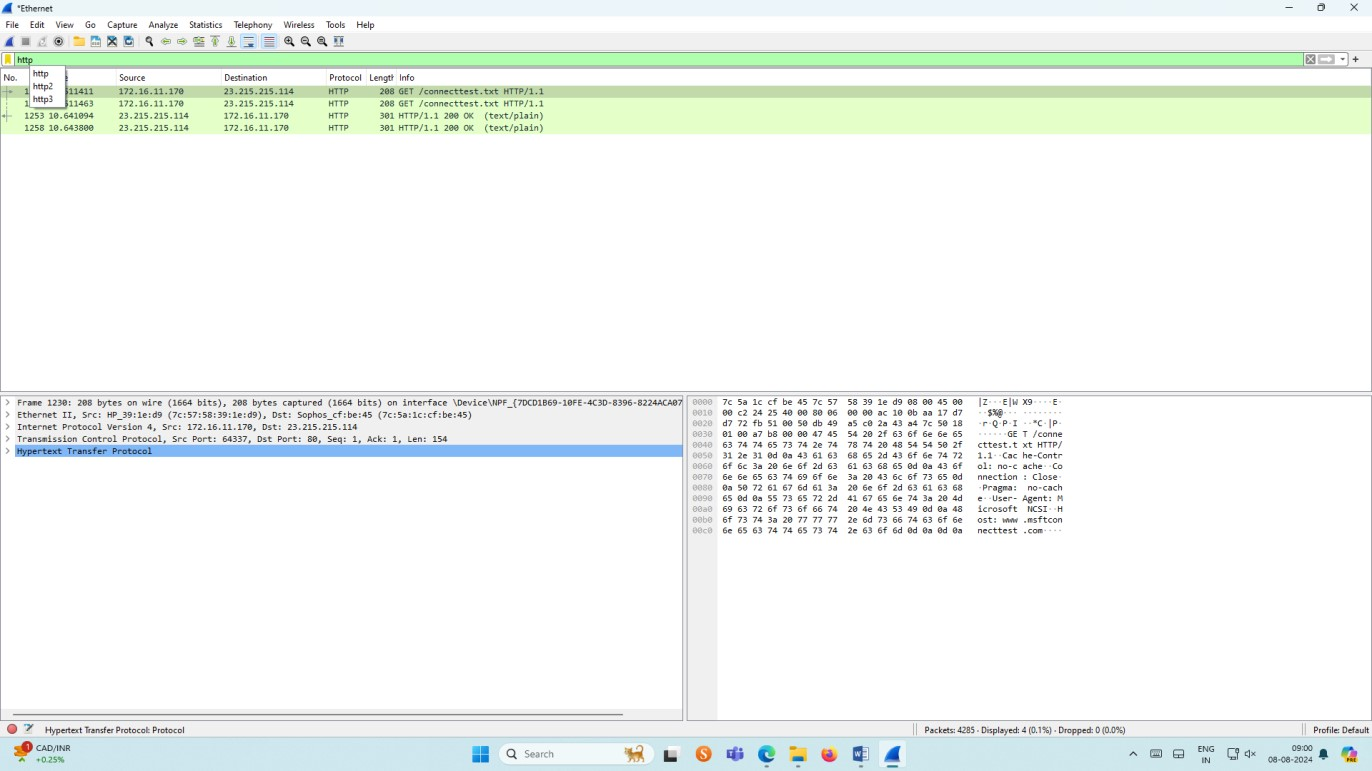 *Ethernet
File Edit View Go Capture Analyze Statistics Telephony Wireless Tools Help
http
http
http2
http3
No. Source Destination Protocol Length Info
172.16.11.170 23.215.215.114 HTTP 208 GET /connecttest.txt HTTP/1.1
172.16.11.170 23.215.215.114 HTTP 208 GET /connecttest.txt HTTP/1.1
1253 10.641094 23.215.215.114 172.16.11.170 HTTP 301 HTTP/1.1 200 OK (text/plain)
1258 10.643800 23.215.215.114 172.16.11.170 HTTP 301 HTTP/1.1 200 OK (text/plain)
Frame 1230: 208 bytes on wire (1664 bits), 208 bytes captured (1664 bits) on interface \Device\NPF_{7DCD1B69-10FE-4C3D-8396-8224ACA07
Ethernet II, Src: HP_39:1e:d9 (7c:57:58:39:1e:d9), Dst: Sophos_cf:be:45 (7c:5a:1c:cf:be:45)
Internet Protocol Version 4, Src: 172.16.11.170, Dst: 23.215.215.114
Transmission Control Protocol, Src Port: 64337, Dst Port: 80, Seq: 1, Ack: 1, Len: 154
Hypertext Transfer Protocol
0000 7c 5a 1c cf be 45 7c 57 58 39 1e d9 08 00 45 00 |Z···E|W X9····E·
0010 00 c2 24 25 40 00 80 06 00 00 ac 10 0b aa 17 d7 ··$%@··· ········
0020 d7 72 fb 51 00 50 db 49 a5 c0 2a 43 a4 7c 50 18 ·r·Q·P·I ··*C·|P·
0030 01 00 a7 b8 00 00 47 45 54 20 2f 63 6f 6e 6e 65 ······GE T /conne
0040 63 74 74 65 73 74 2e 74 78 74 20 48 54 54 50 2f cttest.t xt HTTP/
0050 31 2e 31 0d 0a 43 61 63 68 65 2d 43 6f 6e 74 72 1.1··Cac he-Contr
0060 6f 6c 3a 20 6e 6f 2d 63 61 63 68 65 0d 0a 43 6f ol: no-c ache··Co
0070 6e 6e 65 63 74 69 6f 6e 3a 20 43 6c 6f 73 65 0d nnection : Close·
0080 0a 50 72 61 67 6d 61 3a 20 6e 6f 2d 63 61 63 68 ·Pragma: no-cach
0090 65 0d 0a 55 73 65 72 2d 41 67 65 6e 74 3a 20 4d e··User- Agent: M
00a0 69 63 72 6f 73 6f 66 74 20 4e 43 53 49 0d 0a 48 icrosoft NCSI··H
00b0 6f 73 74 3a 20 77 77 77 2e 6d 73 66 74 63 6f 6e ost: www .msftcon
00c0 6e 65 63 74 74 65 73 74 2e 63 6f 6d 0d 0a 0d 0a necttest .com····
Hypertext Transfer Protocol: Protocol
Packets: 4285 · Displayed: 4 (0.1%) · Dropped: 0 (0.0%)
Profile: Default
1
CAD/INR
+0.25%
Search
ENG
IN
09:00
08-08-2024
PRE